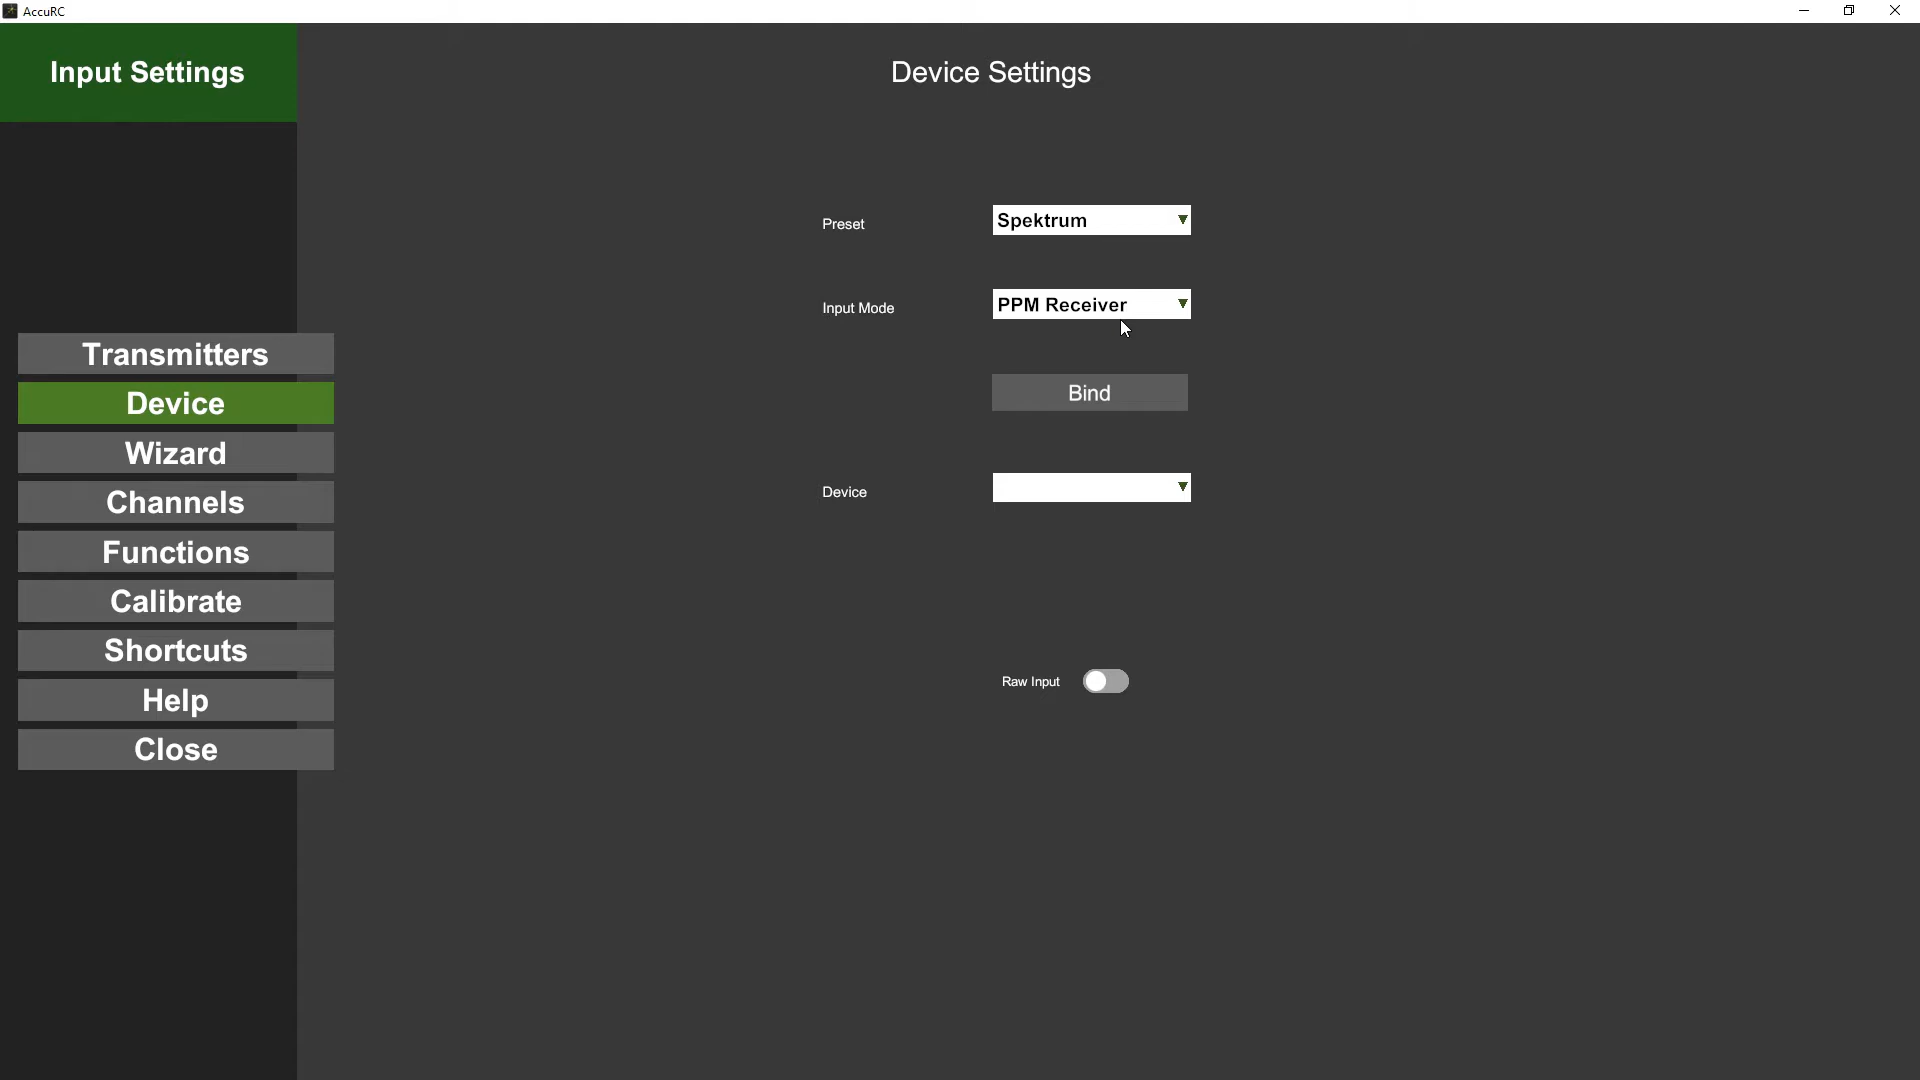 AccuRC
Input Settings
Device Settings
Preset
Spektrum
Input Mode
PPM Receiver
Transmitters
Device
Bind
Wizard
Channels
Device
Functions
Calibrate
Shortcuts
Raw Input
Help
Close